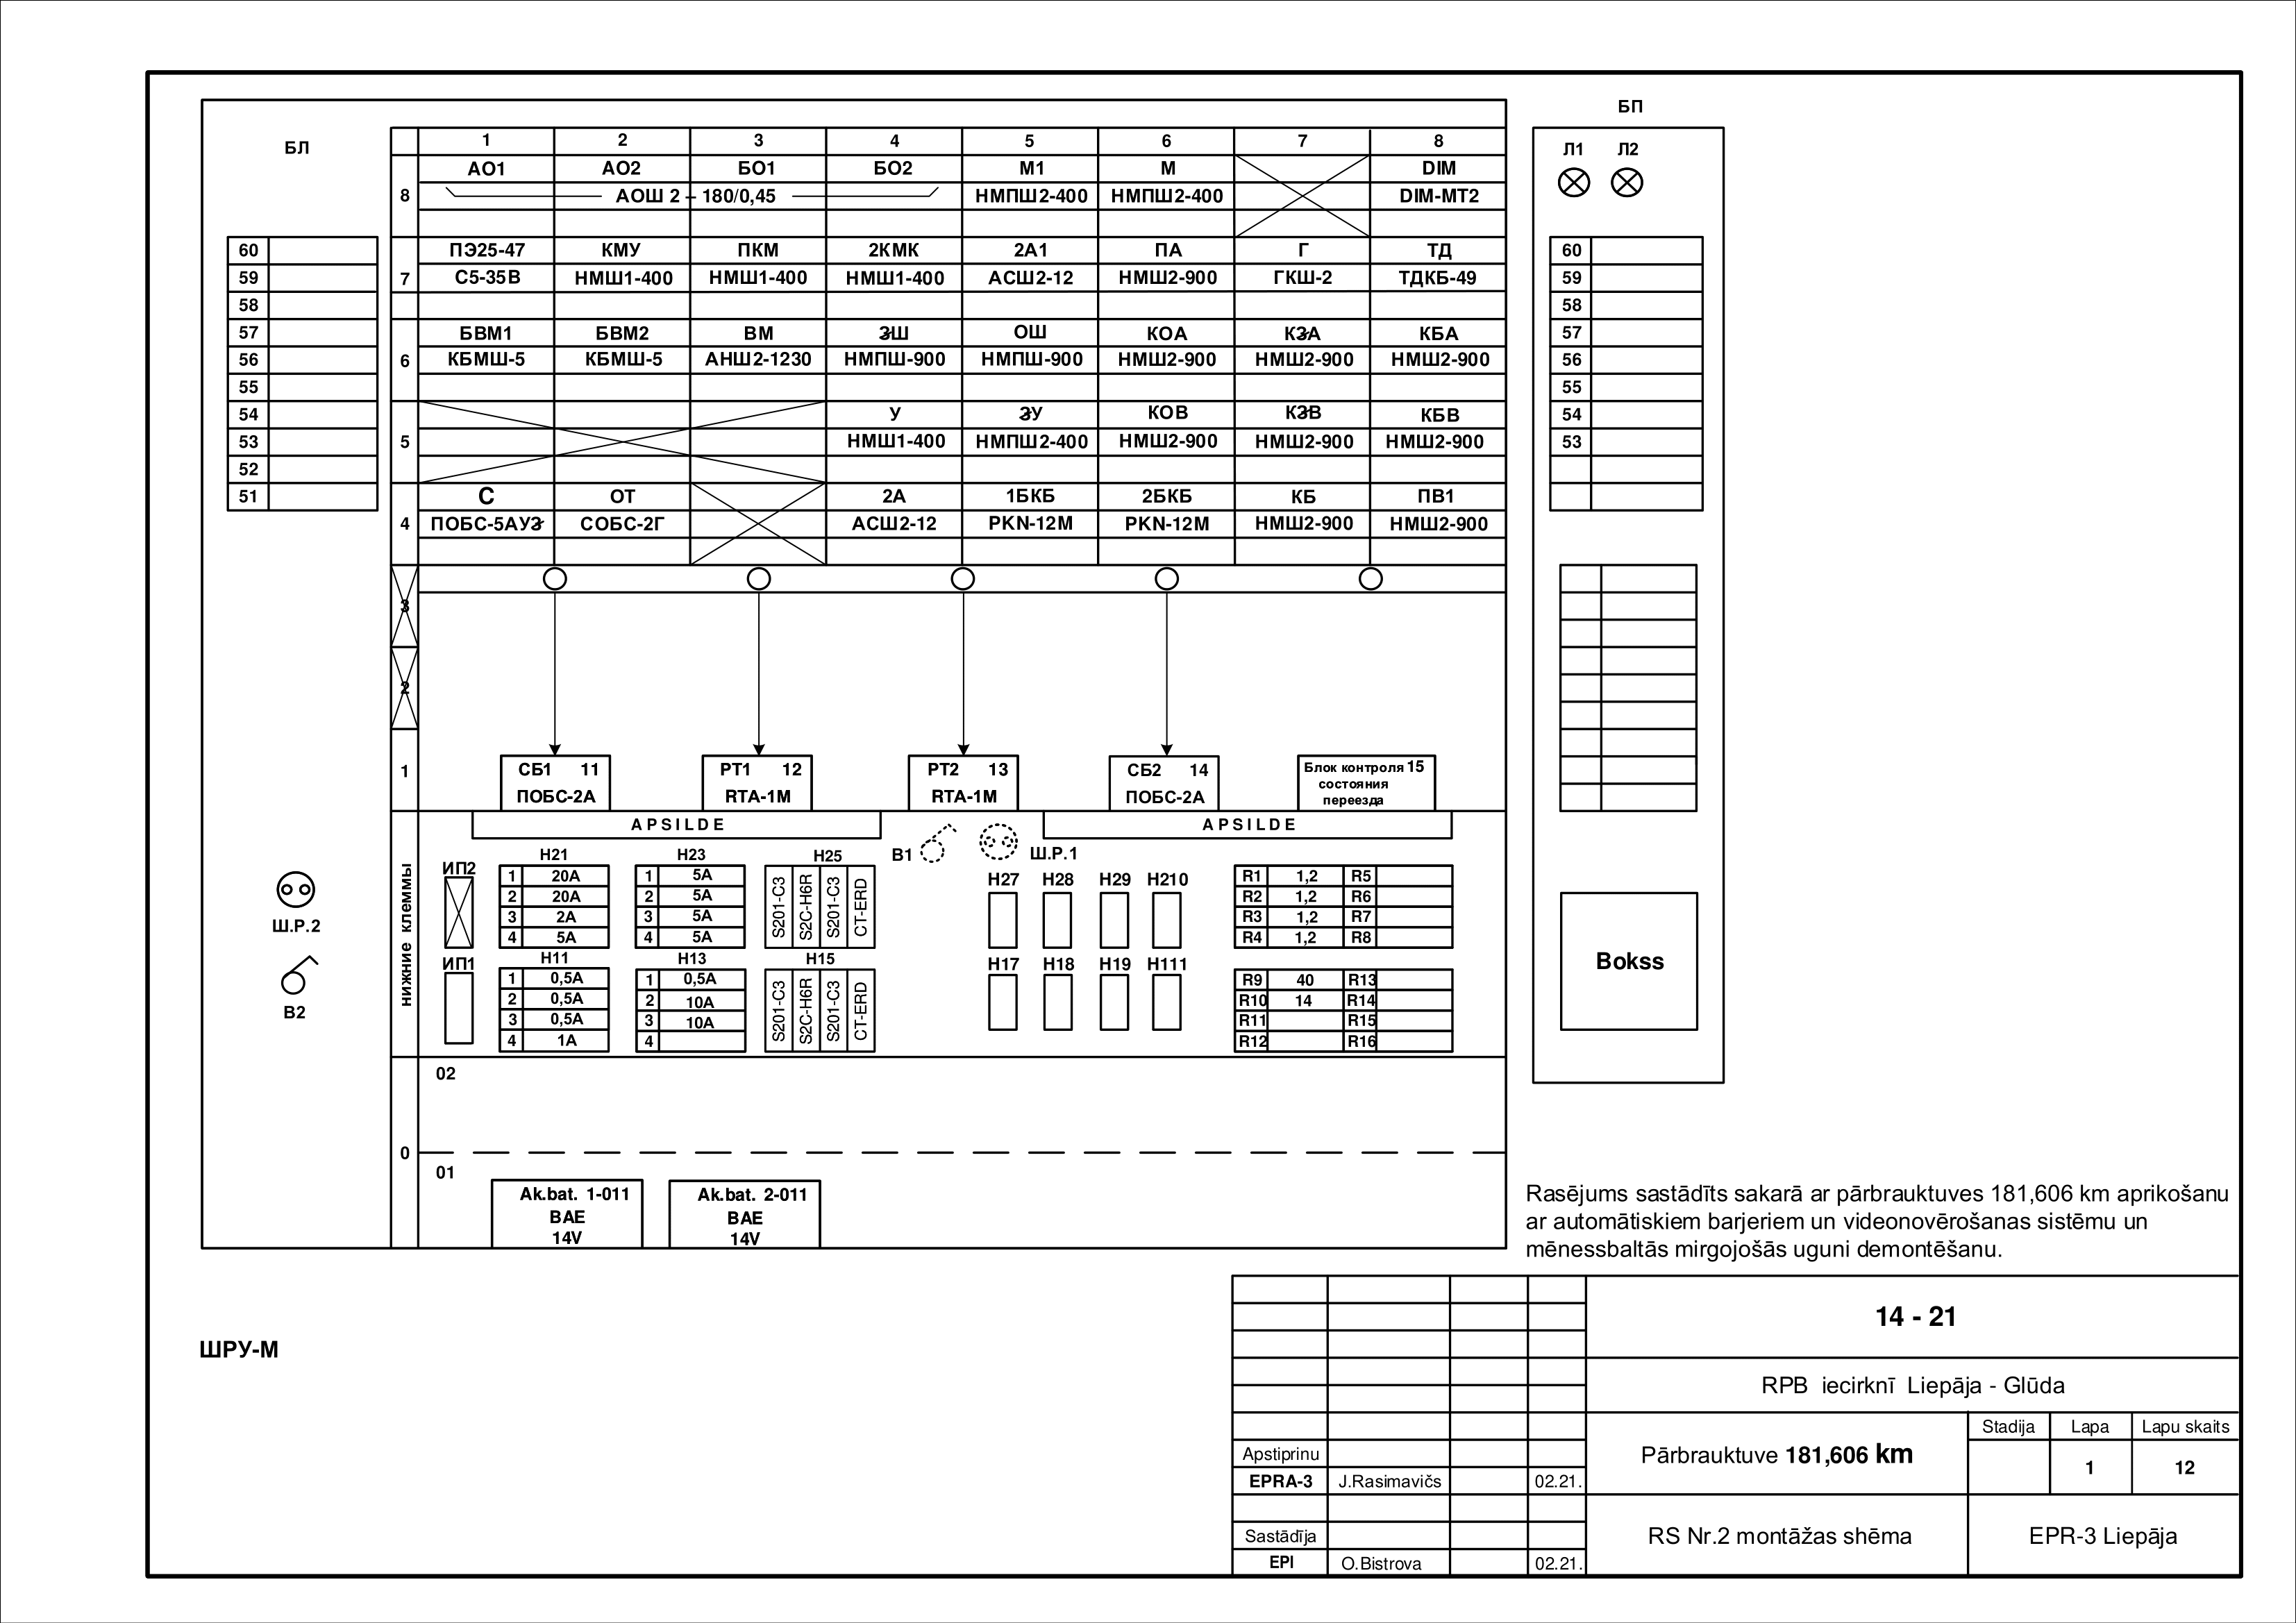 БЛ
БП
1 2 3 4 5 6 7 8
8
АО1 АО2 БО1 БО2 М1 М DIM
АОШ 2 – 180/0,45 НМПШ2-400 НМПШ2-400 DIM-МТ2
Л1 Л2
7
ПЭ25-47 КМУ ПКМ 2КМК 2А1 ПА Г ТД
С5-35В НМШ1-400 НМШ1-400 НМШ1-400 АСШ2-12 НМШ2-900 ГКШ-2 ТДКБ-49
6
БВМ1 БВМ2 ВМ ЗШ ОШ КОА КЗА КБА
КБМШ-5 КБМШ-5 АНШ2-1230 НМПШ-900 НМПШ-900 НМШ2-900 НМШ2-900 НМШ2-900
5
У ЗУ КОВ КЗВ КБВ
НМШ1-400 НМПШ2-400 НМШ2-900 НМШ2-900 НМШ2-900
4
С ОТ 2А 1БКБ 2БКБ КБ ПВ1
ПОБС-5АУЗ СОБС-2Г АСШ2-12 PKN-12M PKN-12M НМШ2-900 НМШ2-900
60
59
58
57
56
55
54
53
52
51
60
59
58
57
56
55
54
53
3
2
1
СБ1 11
ПОБС-2А
РТ1 12
RTA-1M
РТ2 13
RTA-1M
СБ2 14
ПОБС-2А
Блок контроля 15
состояния
переезда
APSILDE
APSILDE
нижние клеммы
В1
Ш.Р.1
Ш.Р.2
В2
ИП2
ИП1
Н21
1 20А
2 20А
3 2А
4 5А
Н23
1 5А
2 5А
3 5А
4 5А
Н25
S201-C3
S2C-H6R
S201-C3
CT-ERD
Н11
1 0,5А
2 0,5А
3 0,5А
4 1А
Н13
1 0,5А
2 10А
3 10А
4
Н15
S201-C3
S2C-H6R
S201-C3
CT-ERD
Н27 Н28 Н29 Н210
Н17 Н18 Н19 Н111
R1 1,2 R5
R2 1,2 R6
R3 1,2 R7
R4 1,2 R8
R9 40 R13
R10 14 R14
R11 R15
R12 R16
Bokss
02
0
01
Ak.bat. 1-011
BAE
14V
Ak.bat. 2-011
BAE
14V
Rasējums sastādīts sakarā ar pārbrauktuves 181,606 km aprikošanu
ar automātiskiem barjeriem un videonovērošanas sistēmu un
mēnessbaltās mirgojošās uguni demontēšanu.
ШРУ-М
14 - 21
RPB iecirknī Liepāja - Glūda
Pārbrauktuve 181,606 km
Stadija Lapa Lapu skaits
1 12
RS Nr.2 montāžas shēma
EPR-3 Liepāja
Apstiprinu
EPRA-3 J.Rasimavičs 02.21.
Sastādīja
EPI O.Bistrova 02.21.